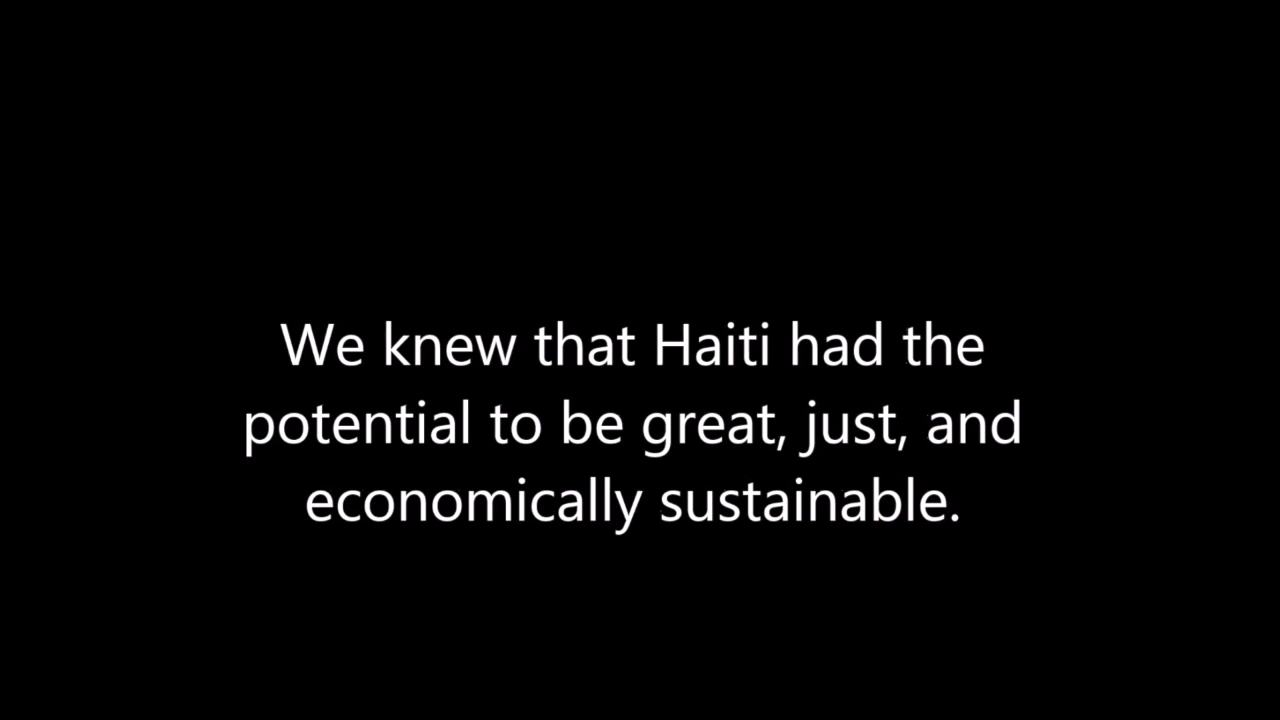 We knew that Haiti had the
potential to be great, just, and
economically sustainable.